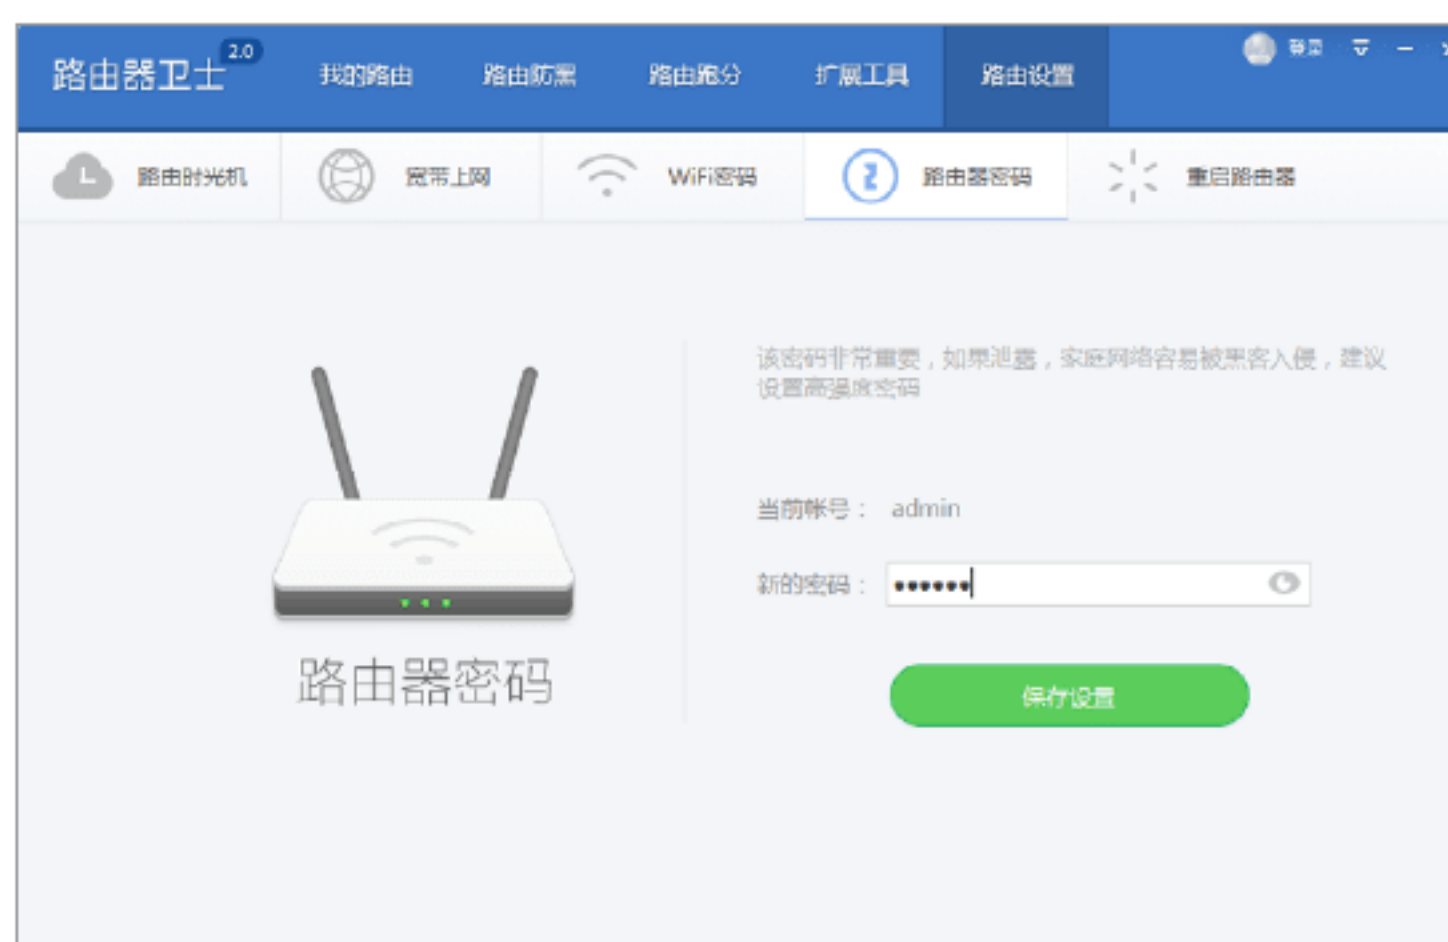 路由器卫士 2.0
我的路由 路由防黑 路由跑分 扩展工具 路由设置 登录
路由时光机 宽带上网 WiFi密码 路由器密码 重启路由器
该密码非常重要，如果泄露，家庭网络容易被黑客入侵，建议
设置高强度密码
当前帐号： admin
新的密码： ••••••
路由器密码
保存设置